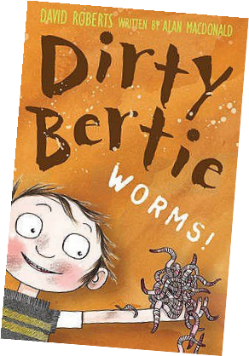 DAVID ROBERTS WRITTEN BY ALAN MACDONALD
Dirty
Bertie
WORMS!